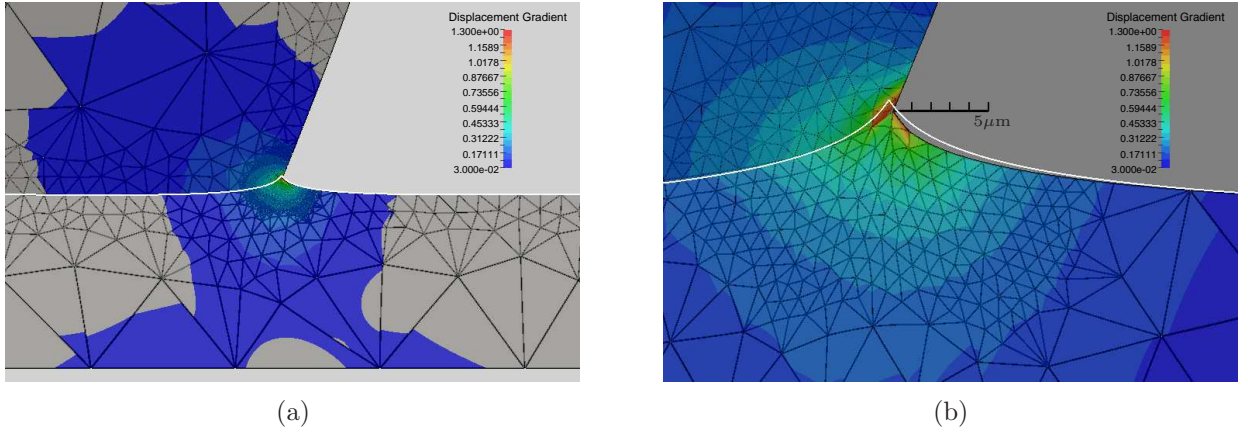 Displacement Gradient
1.300e+00
1.1589
1.0178
0.87667
0.73556
0.59444
0.45333
0.31222
0.17111
3.000e-02
(a)
Displacement Gradient
1.300e+00
1.1589
1.0178
0.87667
0.73556
0.59444
0.45333
0.31222
0.17111
3.000e-02
5μm
(b)